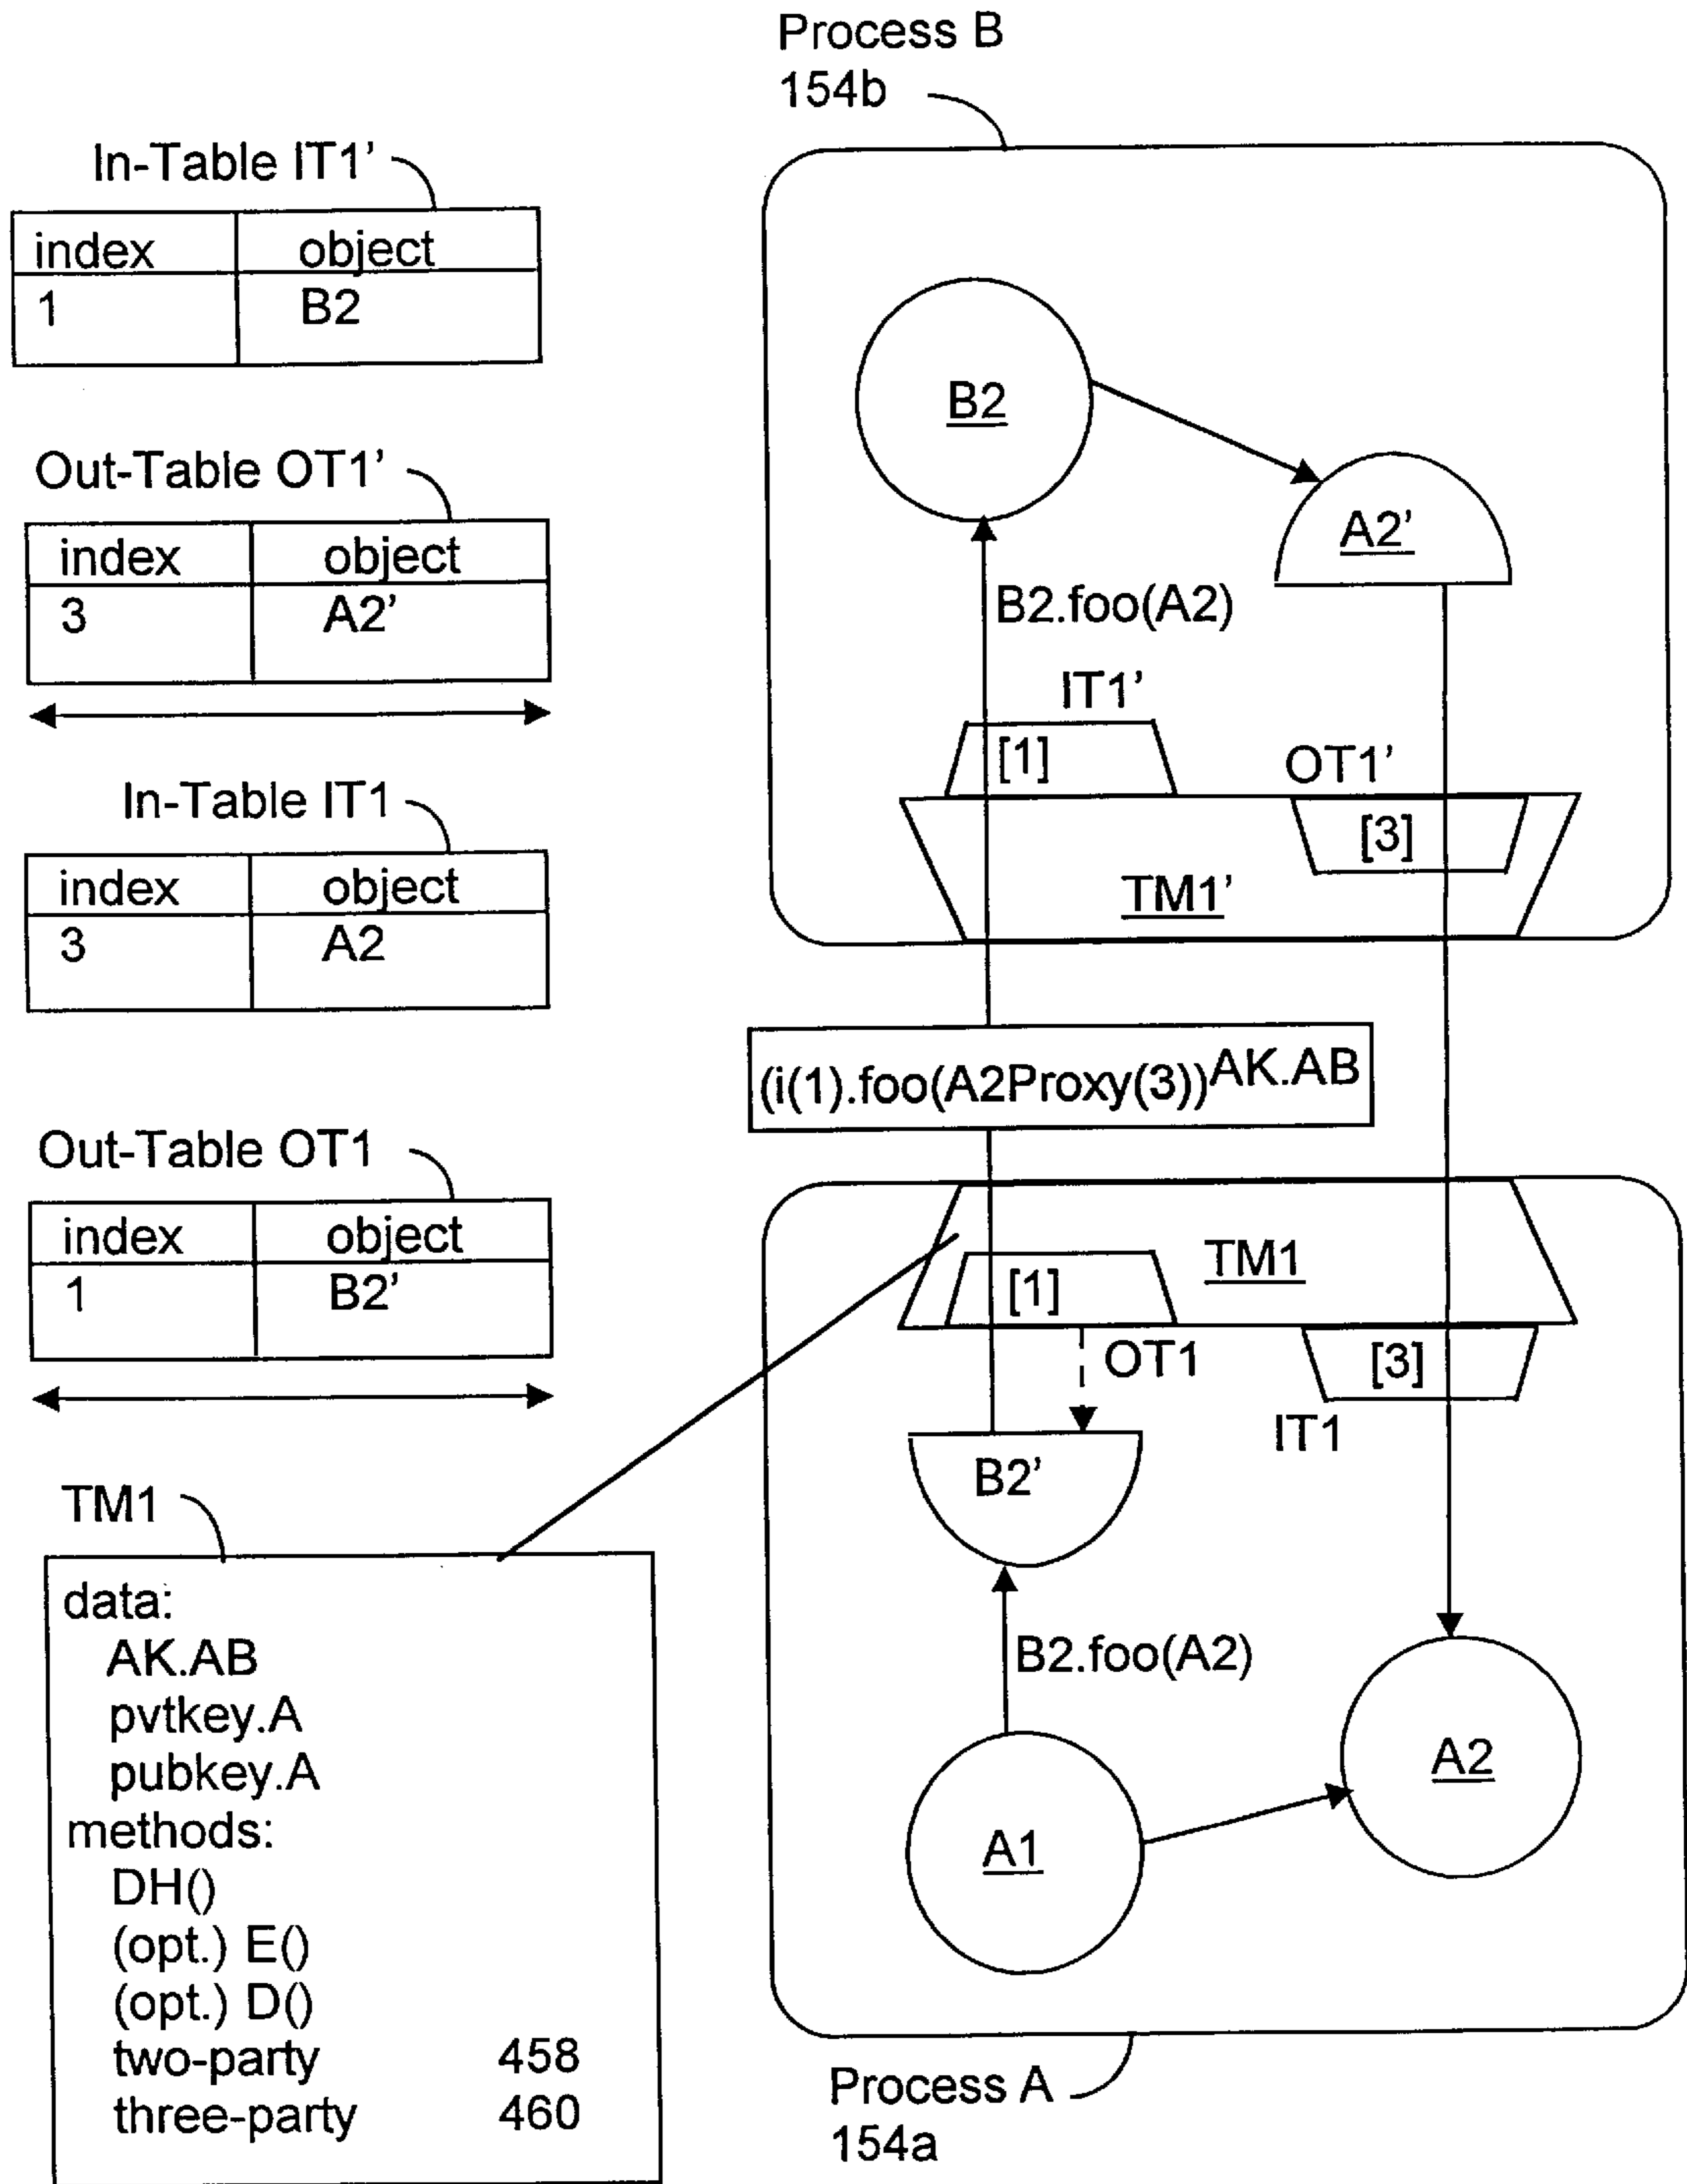 Process B
154b
In-Table IT1’
index object
1 B2
Out-Table OT1’
index object
3 A2’
In-Table IT1
index object
3 A2
Out-Table OT1
index object
1 B2’
TM1
data:
AK.AB
pvtkey.A
pubkey.A
methods:
DH()
(opt.) E()
(opt.) D()
two-party 458
three-party 460
B2
A2’
B2.foo(A2)
IT1’
[1]
OT1’
[3]
TM1’
(i(1).foo(A2Proxy(3))AK.AB
TM1
[1]
OT1
[3]
IT1
B2’
B2.foo(A2)
A2
A1
Process A
154a